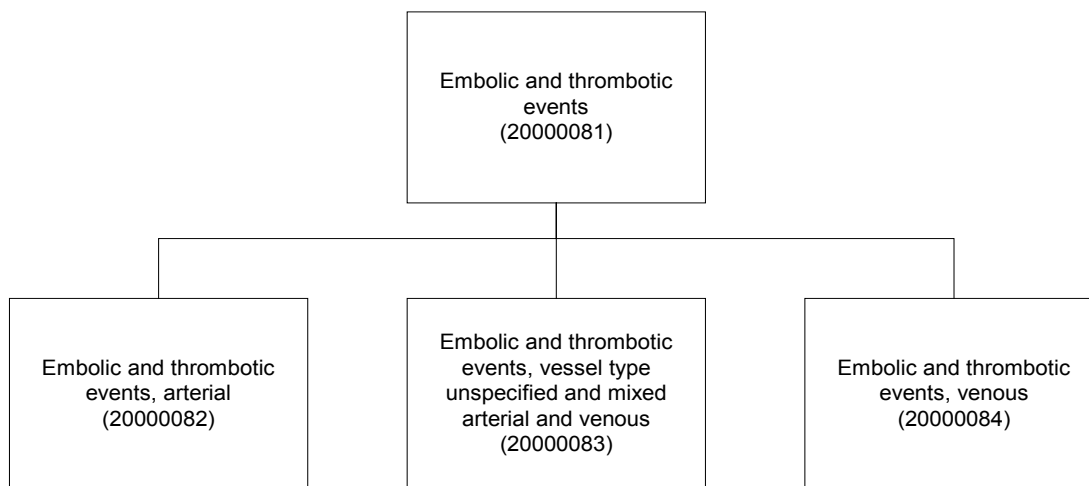 Embolic and thrombotic
events
(20000081)
Embolic and thrombotic
events, arterial
(20000082)
Embolic and thrombotic
events, vessel type
unspecified and mixed
arterial and venous
(20000083)
Embolic and thrombotic
events, venous
(20000084)